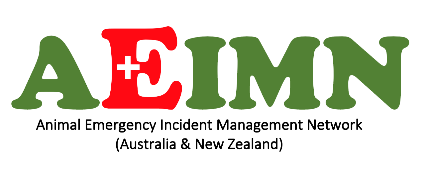 AEIMN
Animal Emergency Incident Management Network
(Australia & New Zealand)